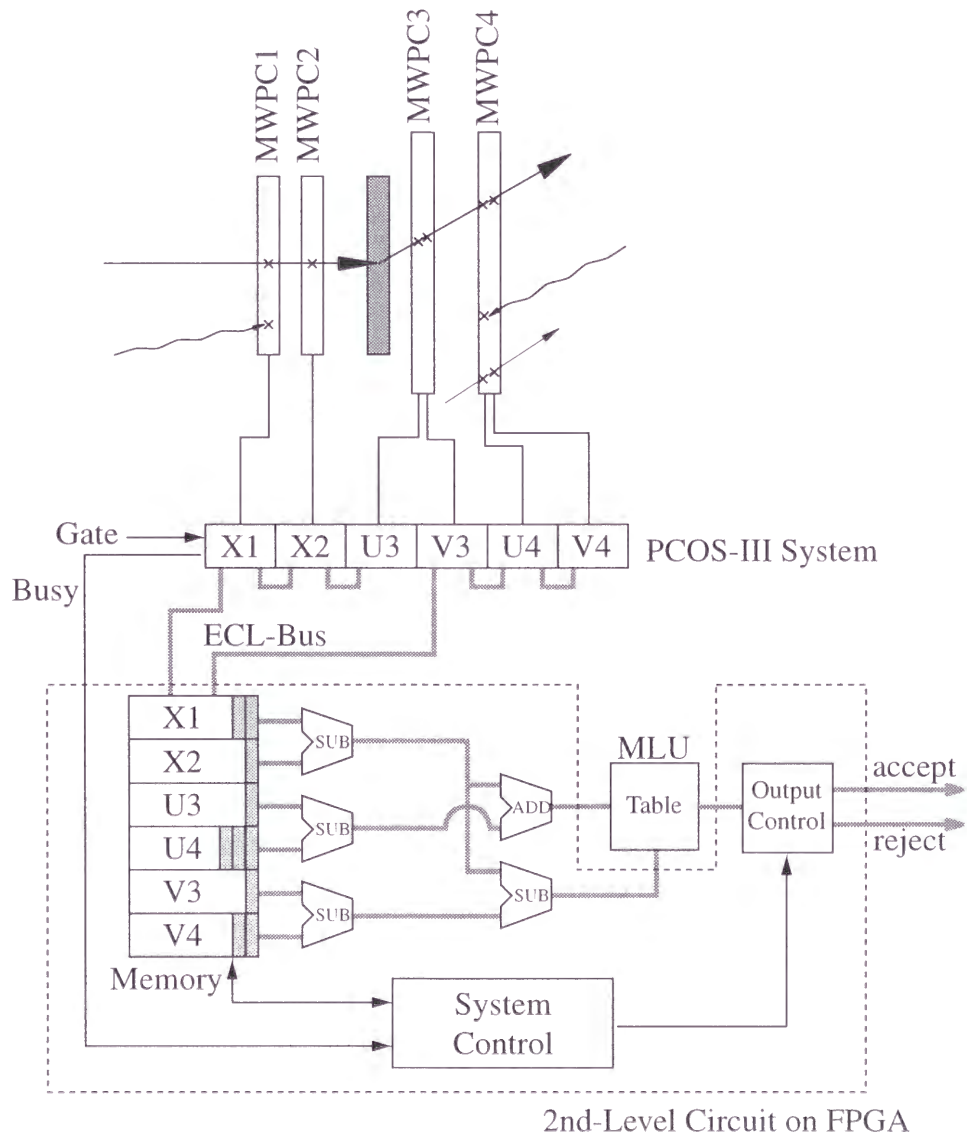 MWPC1
MWPC2
MWPC3
MWPC4
Gate
X1 X2 U3 V3 U4 V4
PCOS-III System
Busy
ECL-Bus
X1
X2
U3
U4
V3
V4
Memory
SUB
SUB
SUB
ADD
SUB
MLU
Table
Output
Control
accept
reject
System
Control
2nd-Level Circuit on FPGA